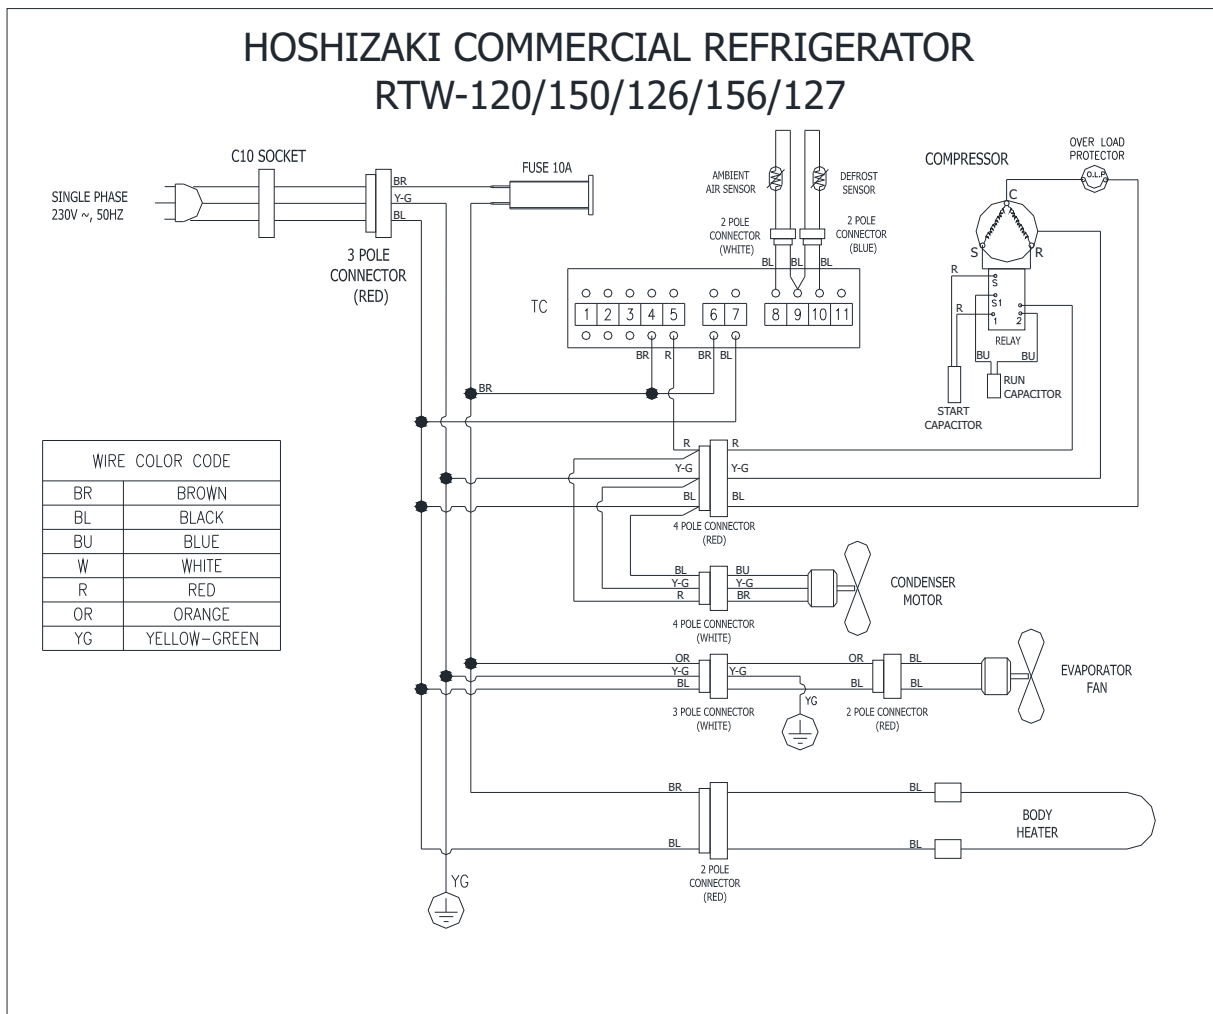 HOSHIZAKI COMMERCIAL REFRIGERATOR
RTW-120/150/126/156/127
C10 SOCKET
SINGLE PHASE
230V ~, 50HZ
BR
Y-G
BL
3 POLE
CONNECTOR
(RED)
FUSE 10A
AMBIENT
AIR SENSOR
DEFROST
SENSOR
2 POLE
CONNECTOR
(WHITE)
2 POLE
CONNECTOR
(BLUE)
BL BL BL
COMPRESSOR
OVER LOAD
PROTECTOR
O.L.P
C
S R
R
R
S
S1
1 2
RELAY
BU BU
RUN
CAPACITOR
START
CAPACITOR
TC
1 2 3 4 5 6 7 8 9 10 11
BR R BR BL
BR
R R
Y-G Y-G
BL BL
4 POLE CONNECTOR
(RED)
WIRE COLOR CODE
BR BROWN
BL BLACK
BU BLUE
W WHITE
R RED
OR ORANGE
YG YELLOW-GREEN
BL BU
Y-G Y-G
R BR
4 POLE CONNECTOR
(WHITE)
CONDENSER
MOTOR
OR OR BL
Y-G Y-G
BL BL BL
YG
3 POLE CONNECTOR
(WHITE)
2 POLE CONNECTOR
(RED)
EVAPORATOR
FAN
BR BL
BL BL
2 POLE
CONNECTOR
(RED)
BODY
HEATER
YG